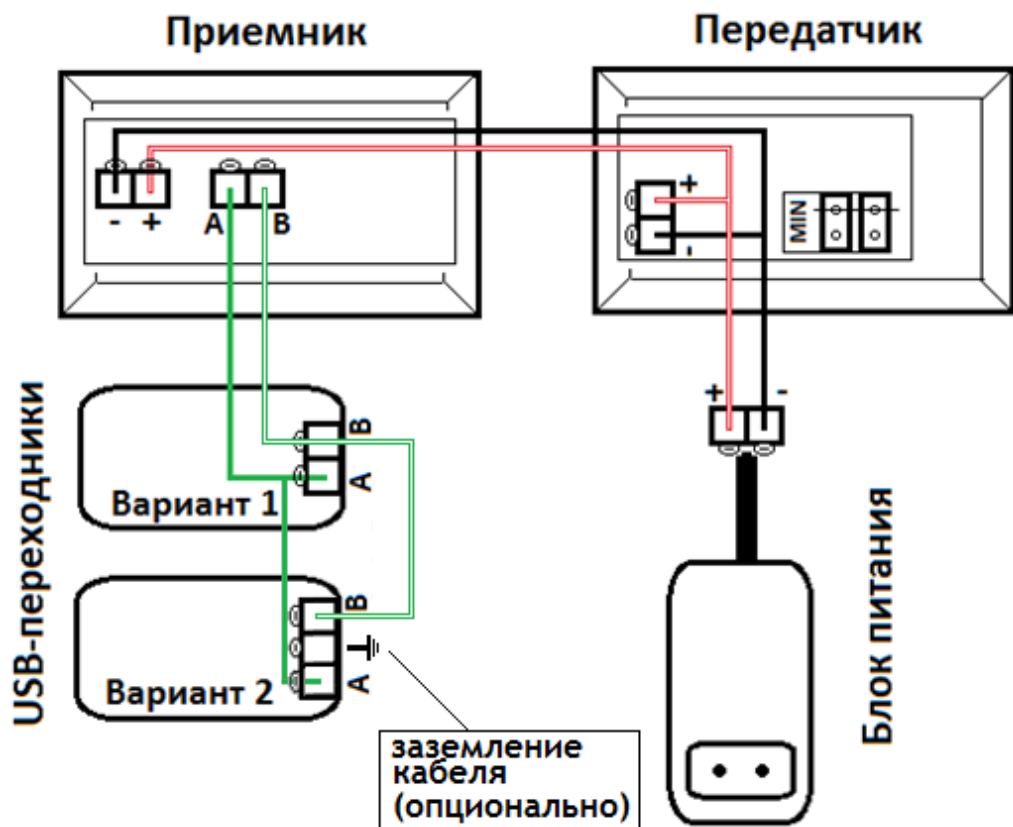 Приемник
Передатчик
- + A B
+
-
MIN
+ -
USB-переходники
B
A
Вариант 1
B
A
Вариант 2
Блок питания
заземление
кабеля
(опционально)